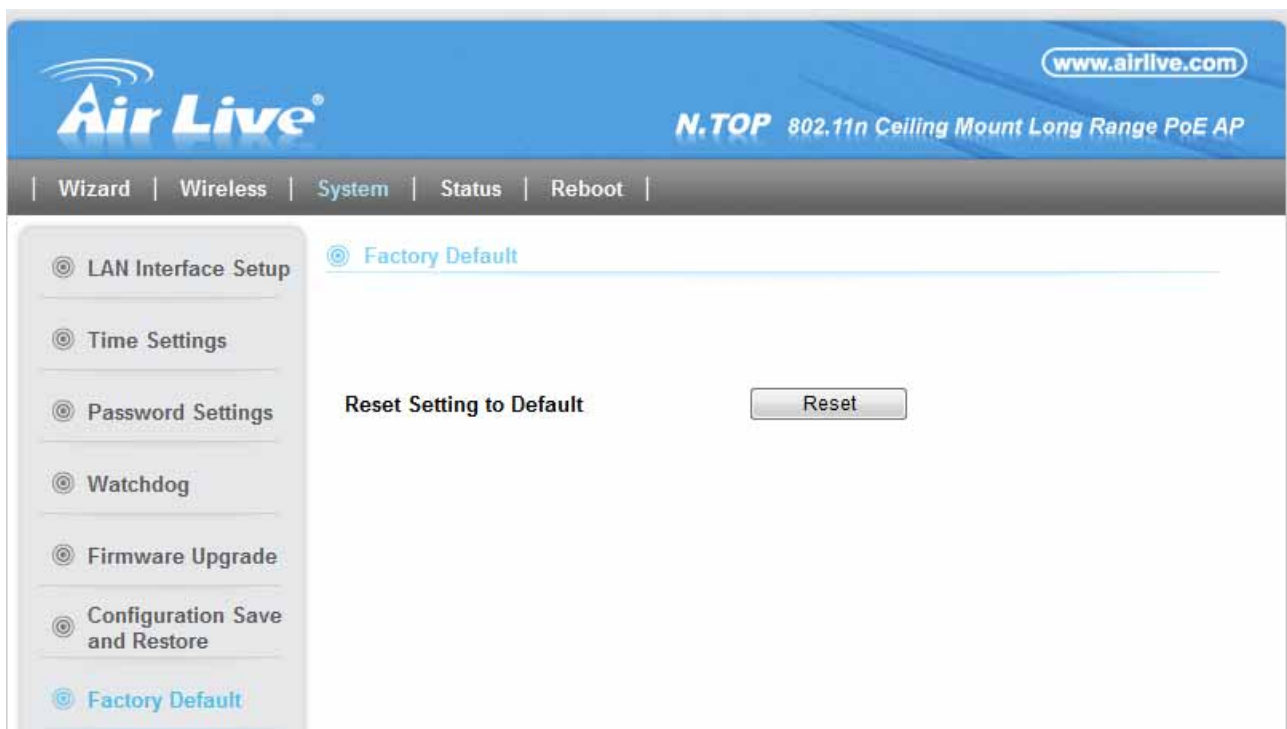 www.airlive.com
Air Live®
N.TOP 802.11n Ceiling Mount Long Range PoE AP
| Wizard | Wireless | System | Status | Reboot |
LAN Interface Setup
Time Settings
Password Settings
Watchdog
Firmware Upgrade
Configuration Save
and Restore
Factory Default
Factory Default
Reset Setting to Default Reset